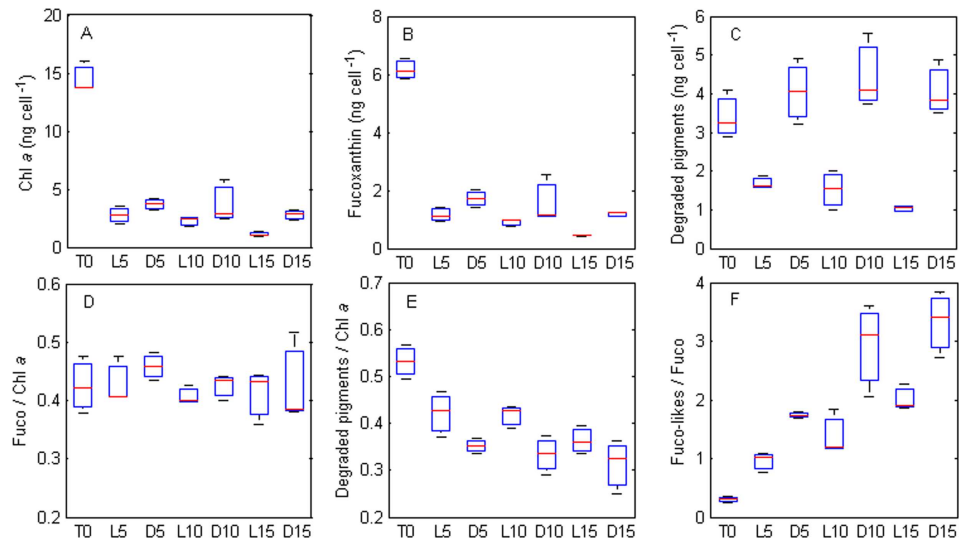 A
Chl a (ng cell⁻¹)
20
15
10
5
0
T0 L5 D5 L10 D10 L15 D15
B
Fucoxanthin (ng cell⁻¹)
8
6
4
2
0
T0 L5 D5 L10 D10 L15 D15
C
Degraded pigments (ng cell⁻¹)
6
5
4
3
2
1
0
T0 L5 D5 L10 D10 L15 D15
D
Fuco / Chl a
0.6
0.5
0.4
0.3
0.2
T0 L5 D5 L10 D10 L15 D15
E
Degraded pigments / Chl a
0.7
0.6
0.5
0.4
0.3
0.2
T0 L5 D5 L10 D10 L15 D15
F
Fuco-likes / Fuco
4
3
2
1
0
T0 L5 D5 L10 D10 L15 D15